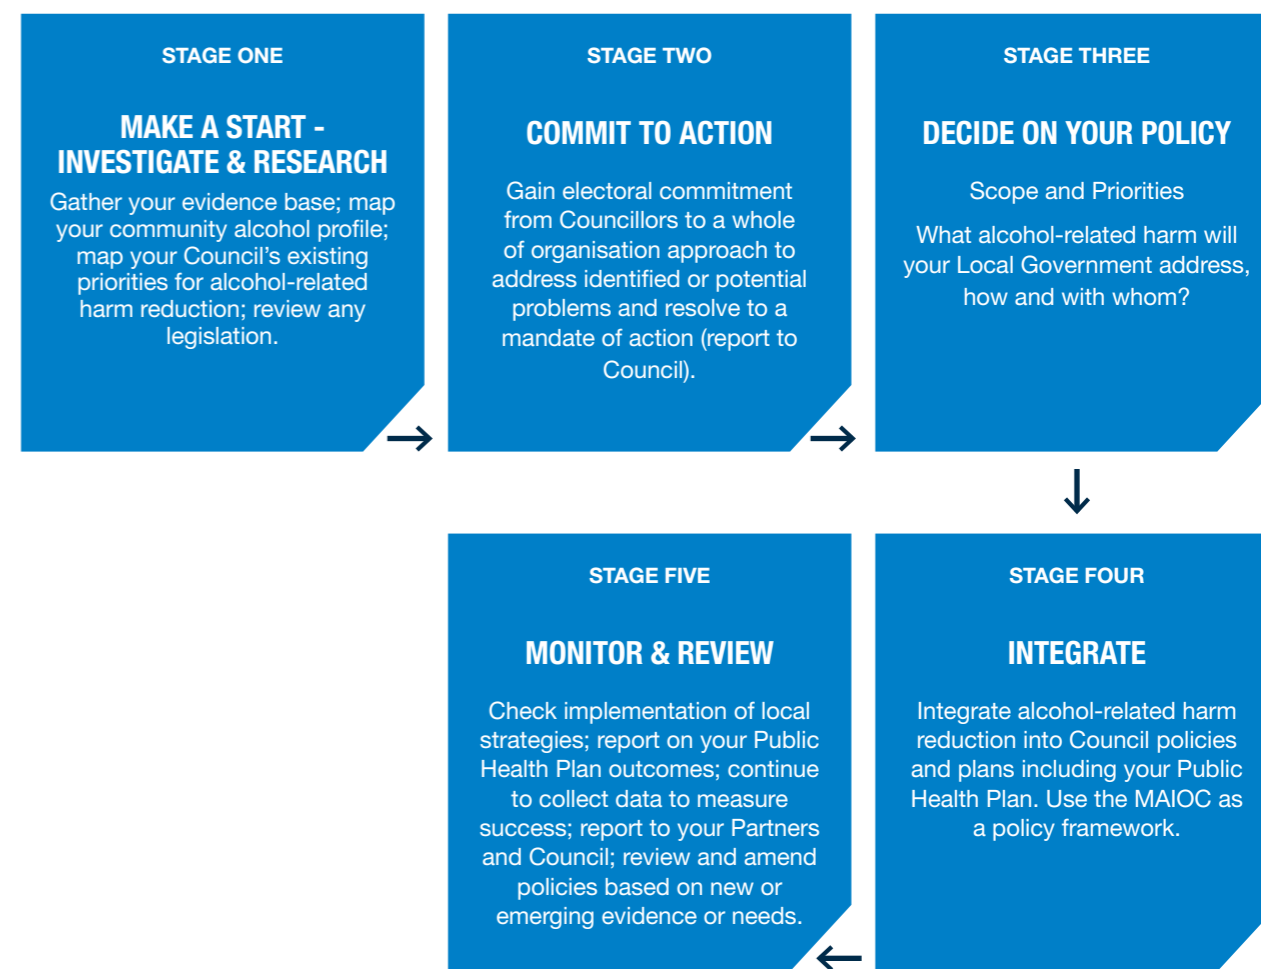 STAGE ONE
MAKE A START -
INVESTIGATE & RESEARCH
Gather your evidence base; map
your community alcohol profile;
map your Council's existing
priorities for alcohol-related
harm reduction; review any
legislation.
STAGE TWO
COMMIT TO ACTION
Gain electoral commitment
from Councillors to a whole
of organisation approach to
address identified or potential
problems and resolve to a
mandate of action (report to
Council).
STAGE THREE
DECIDE ON YOUR POLICY
Scope and Priorities
What alcohol-related harm will
your Local Government address,
how and with whom?
STAGE FOUR
INTEGRATE
Integrate alcohol-related harm
reduction into Council policies
and plans including your Public
Health Plan. Use the MAIOC as
a policy framework.
STAGE FIVE
MONITOR & REVIEW
Check implementation of local
strategies; report on your Public
Health Plan outcomes; continue
to collect data to measure
success; report to your Partners
and Council; review and amend
policies based on new or
emerging evidence or needs.